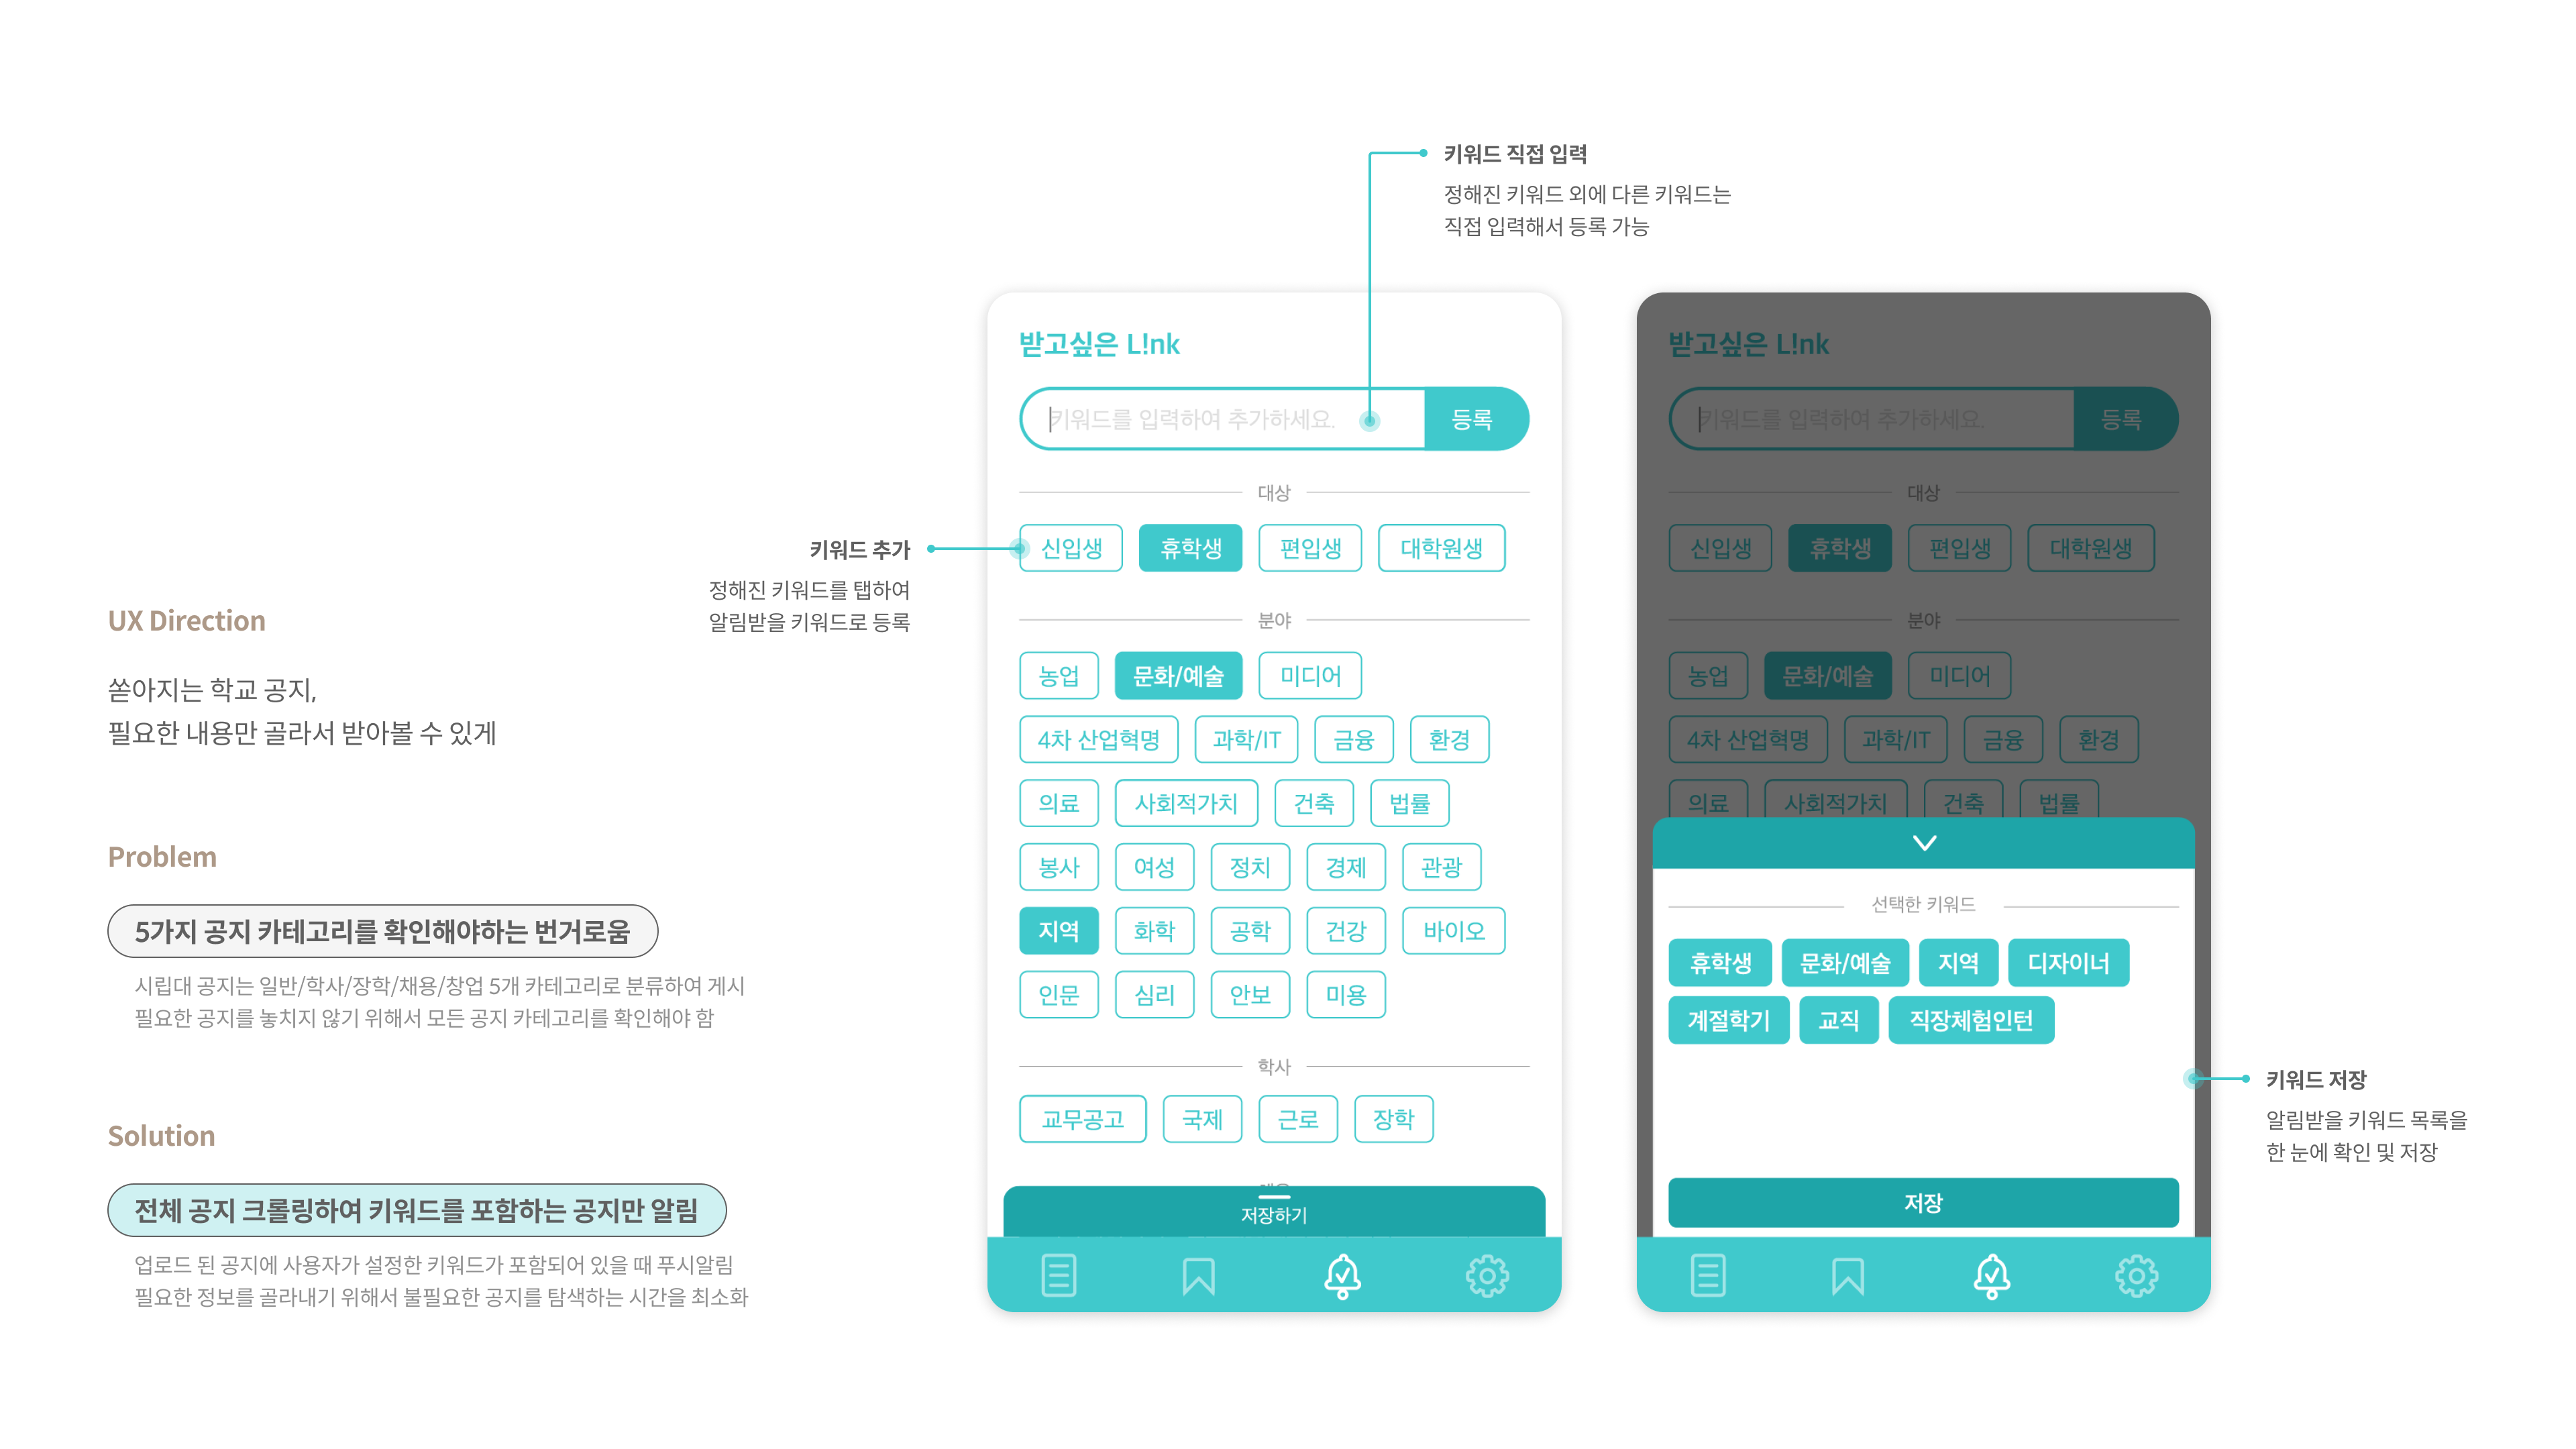 UX Direction
쏟아지는 학교 공지,
필요한 내용만 골라서 받아볼 수 있게
Problem
5가지 공지 카테고리를 확인해야하는 번거로움
시립대 공지는 일반/학사/장학/채용/창업 5개 카테고리로 분류하여 게시
필요한 공지를 놓치지 않기 위해서 모든 공지 카테고리를 확인해야 함
Solution
전체 공지 크롤링하여 키워드를 포함하는 공지만 알림
업로드 된 공지에 사용자가 설정한 키워드가 포함되어 있을 때 푸시알림
필요한 정보를 골라내기 위해서 불필요한 공지를 탐색하는 시간을 최소화
키워드 추가
정해진 키워드를 탭하여
알림받을 키워드로 등록
키워드 직접 입력
정해진 키워드 외에 다른 키워드는
직접 입력해서 등록 가능
받고싶은 L!nk
키워드를 입력하여 추가하세요. 등록
대상
신입생 휴학생 편입생 대학원생
분야
농업 문화/예술 미디어
4차 산업혁명 과학/IT 금융 환경
의료 사회적가치 건축 법률
봉사 여성 정치 경제 관광
지역 화학 공학 건강 바이오
인문 심리 안보 미용
학사
교무공고 국제 근로 장학
저장하기
받고싶은 L!nk
키워드를 입력하여 추가하세요. 등록
대상
신입생 휴학생 편입생 대학원생
분야
농업 문화/예술 미디어
4차 산업혁명 과학/IT 금융 환경
의료 사회적가치 건축 법률
선택한 키워드
휴학생 문화/예술 지역 디자이너
계절학기 교직 직장체험인턴
저장
키워드 저장
알림받을 키워드 목록을
한 눈에 확인 및 저장